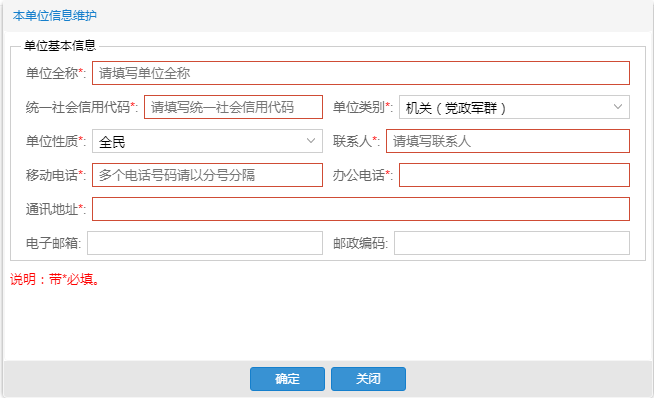 本单位信息维护
单位基本信息
单位全称*: 请填写单位全称
统一社会信用代码*: 请填写统一社会信用代码 单位类别*: 机关（党政军群）
单位性质*: 全民 联系人*: 请填写联系人
移动电话*: 多个电话号码请以分号分隔 办公电话*:
通讯地址*:
电子邮箱: 邮政编码:
说明：带*必填。
确定 关闭